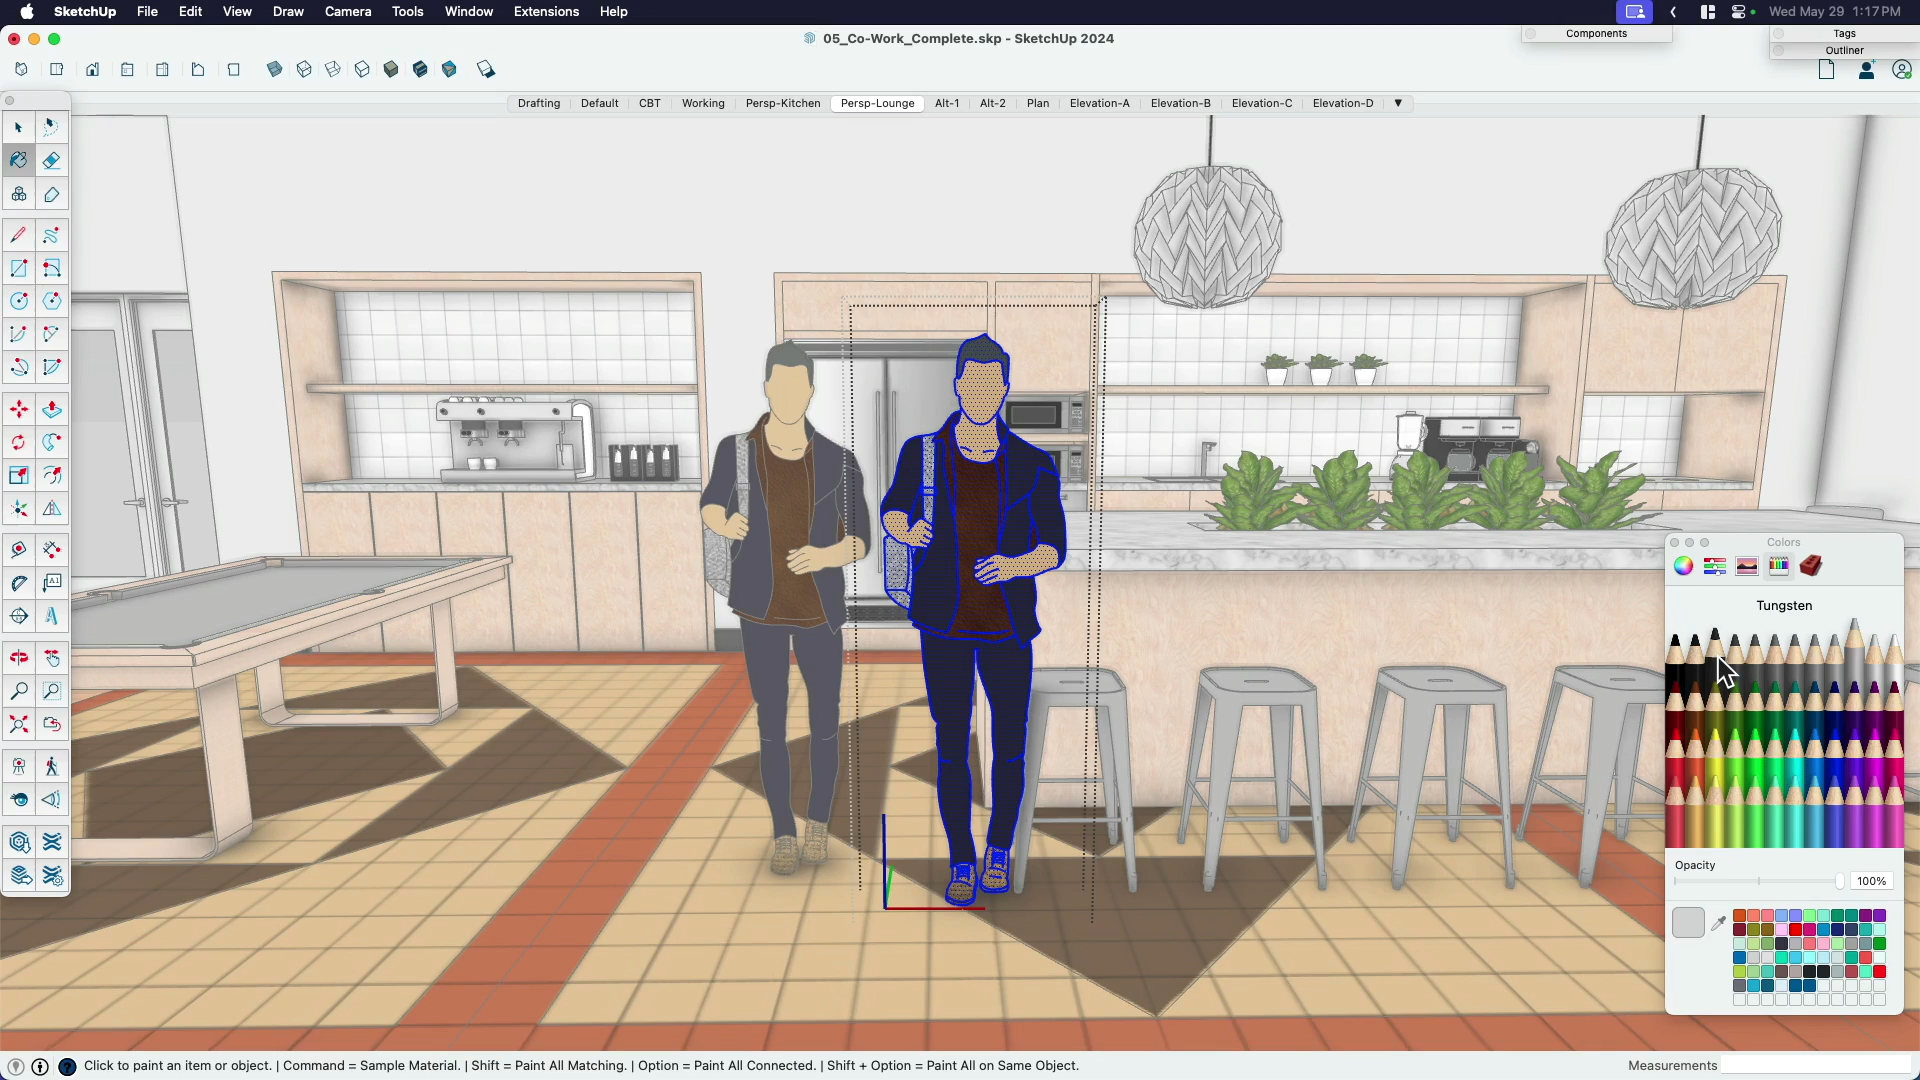 SketchUp File Edit View Draw Camera Tools Window Extensions Help
Wed May 29 1:17 PM
05_Co-Work_Complete.skp - SketchUp 2024
Components
Tags
Outliner
Drafting Default CBT Working Persp-Kitchen Persp-Lounge Alt-1 Alt-2 Plan Elevation-A Elevation-B Elevation-C Elevation-D
A1
A
Colors
Tungsten
Opacity
100%
Click to paint an item or object. | Command = Sample Material. | Shift = Paint All Matching. | Option = Paint All Connected. | Shift + Option = Paint All on Same Object.
Measurements